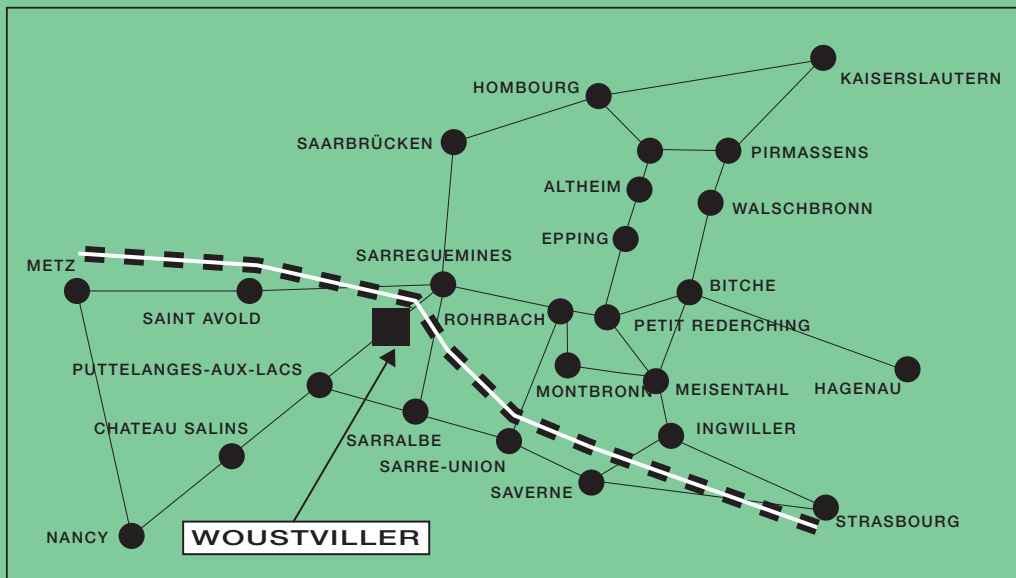 KAISERSLAUTERN
HOMBOURG
SAARBRÜCKEN
PIRMASSENS
ALTHEIM
WALSCHBRONN
EPPING
SARREGUEMINES
METZ
BITCHE
SAINT AVOLD
ROHRBACH
PETIT REDERCHING
PUTTELANGES-AUX-LACS
MONTBRONN
MEISENTAHL
HAGENAU
CHATEAU SALINS
SARRALBE
INGWILLER
SARRE-UNION
SAVERNE
STRASBOURG
NANCY
WOUSTVILLER